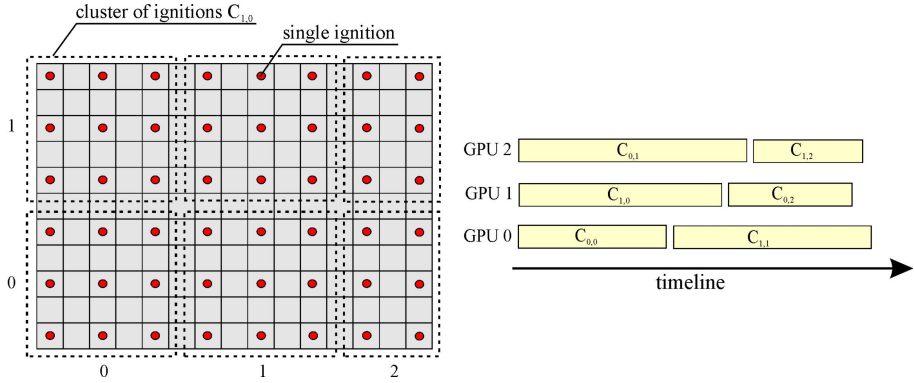 cluster of ignitions C1,0
single ignition
1
0
0 1 2
GPU 2 C0,1 C1,2
GPU 1 C1,0 C0,2
GPU 0 C0,0 C1,1
timeline